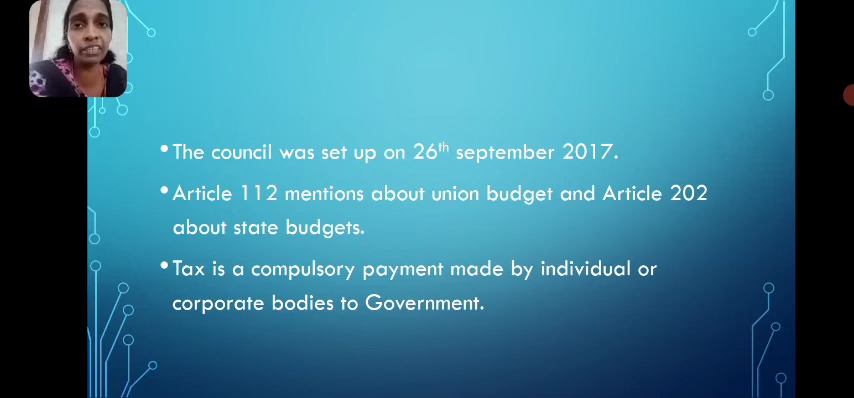 • The council was set up on 26th september 2017.
• Article 112 mentions about union budget and Article 202
about state budgets.
• Tax is a compulsory payment made by individual or
corporate bodies to Government.